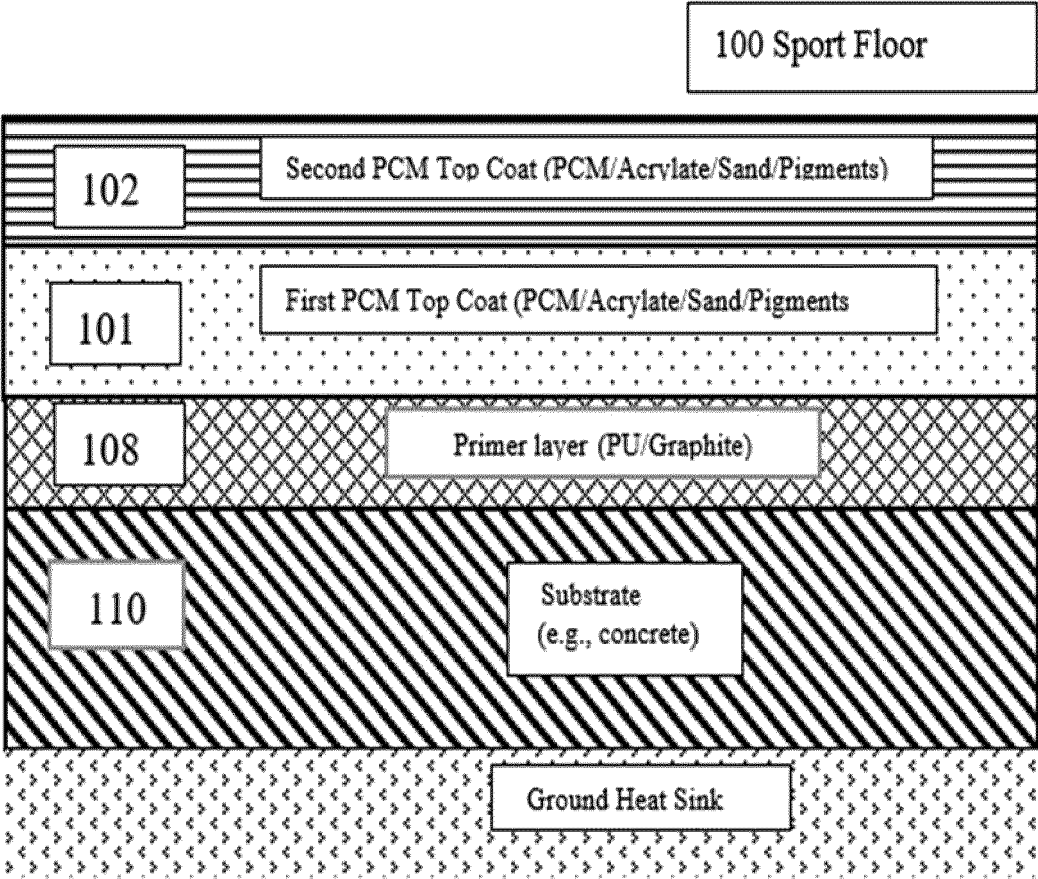 100 Sport Floor
102
Second PCM Top Coat (PCM/Acrylate/Sand/Pigments)
101
First PCM Top Coat (PCM/Acrylate/Sand/Pigments
108
Primer layer (PU/Graphite)
110
Substrate
(e.g., concrete)
Ground Heat Sink